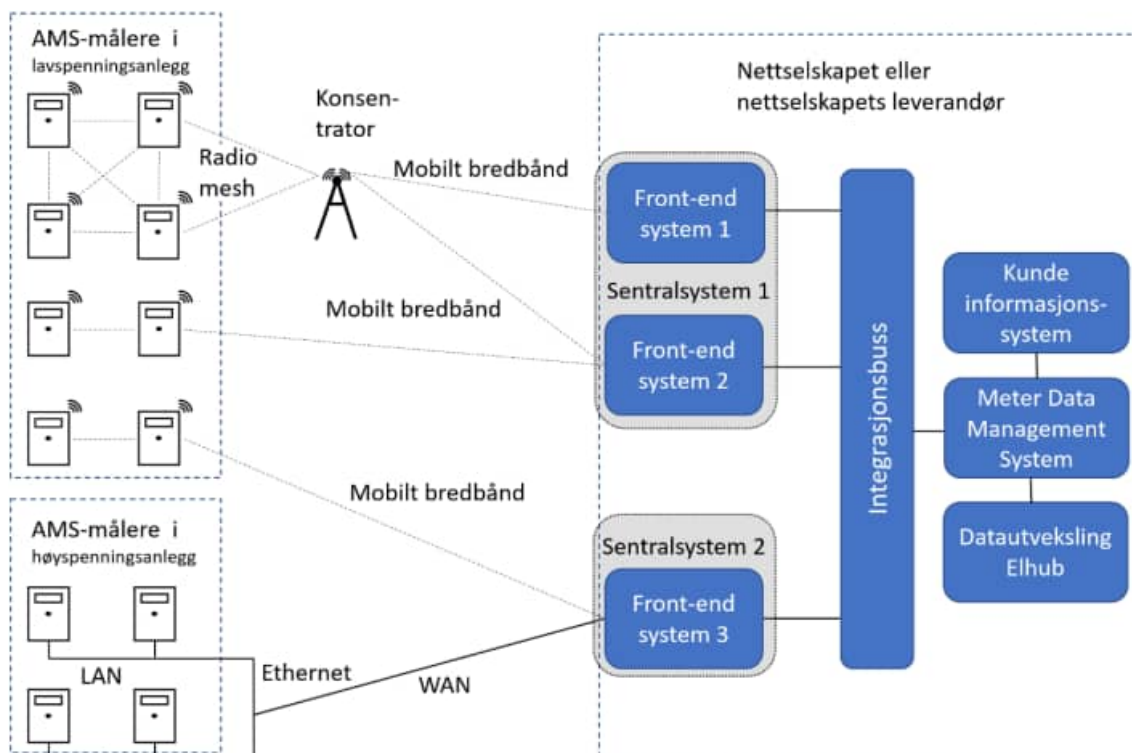 AMS-målere i
lavspenningsanlegg
Konsen-
trator
Radio
mesh
Mobilt bredbånd
Mobilt bredbånd
Mobilt bredbånd
AMS-målere i
høyspenningsanlegg
LAN
Ethernet
WAN
Nettselskapet eller
nettselskapets leverandør
Front-end
system 1
Sentralsystem 1
Front-end
system 2
Sentralsystem 2
Front-end
system 3
Integrasjonsbuss
Kunde
informasjons-
system
Meter Data
Management
System
Datautveksling
Elhub